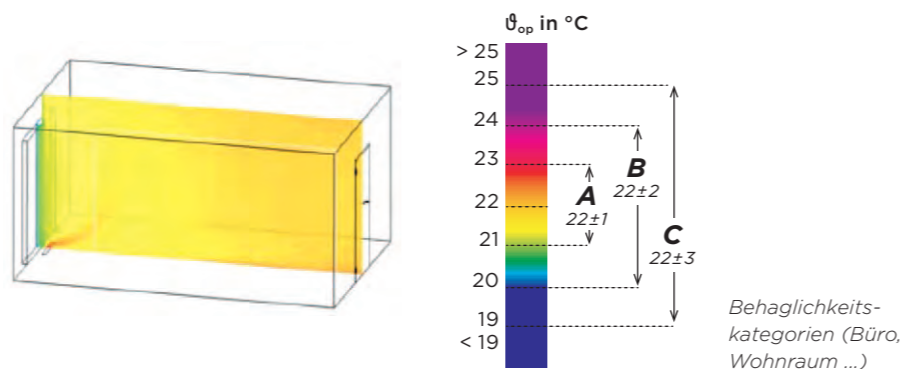 ϑop in °C
> 25
25
24
23
22
21
20
19
< 19
A
22±1
B
22±2
C
22±3
Behaglichkeits-
kategorien (Büro,
Wohnraum ...)